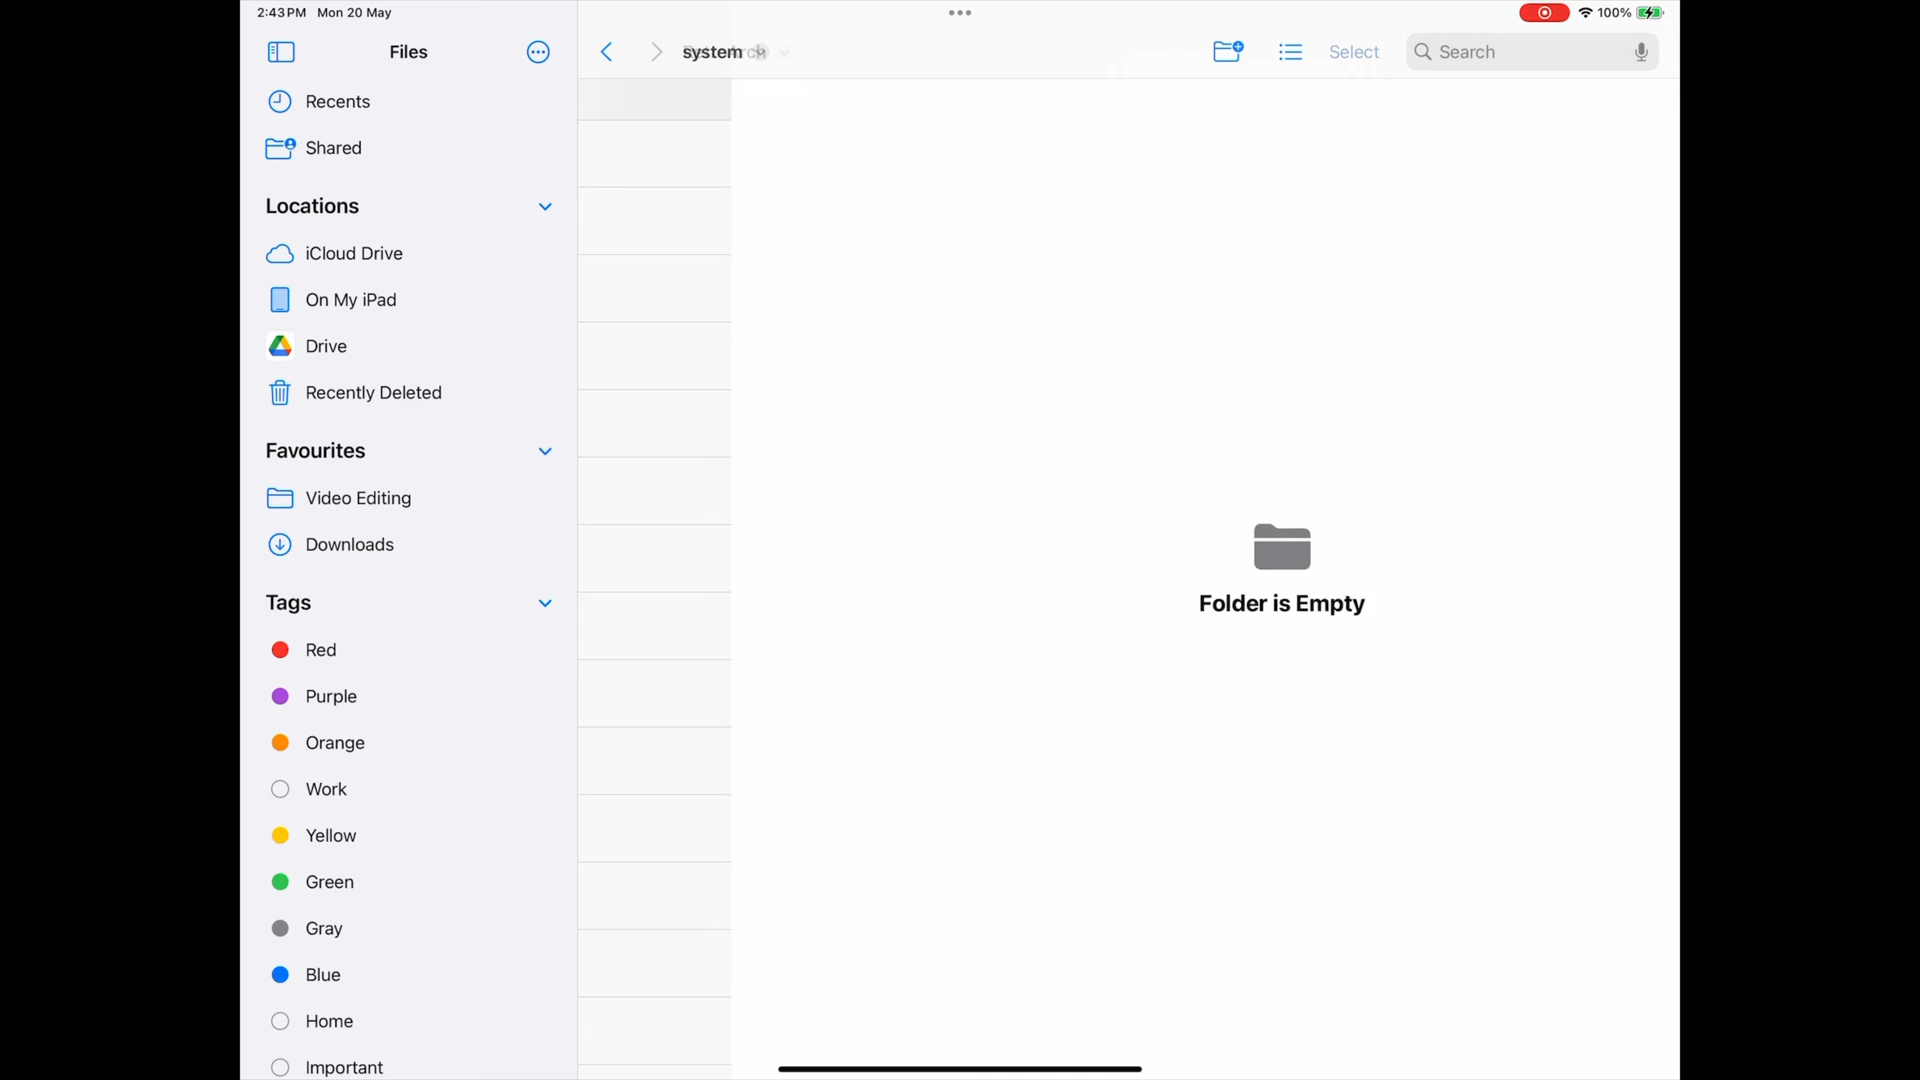 2:43 PM Mon 20 May
100%
Files
system
Select
Search
Recents
Shared
Locations
iCloud Drive
On My iPad
Drive
Recently Deleted
Favourites
Video Editing
Downloads
Tags
Red
Purple
Orange
Work
Yellow
Green
Gray
Blue
Home
Important
Folder is Empty